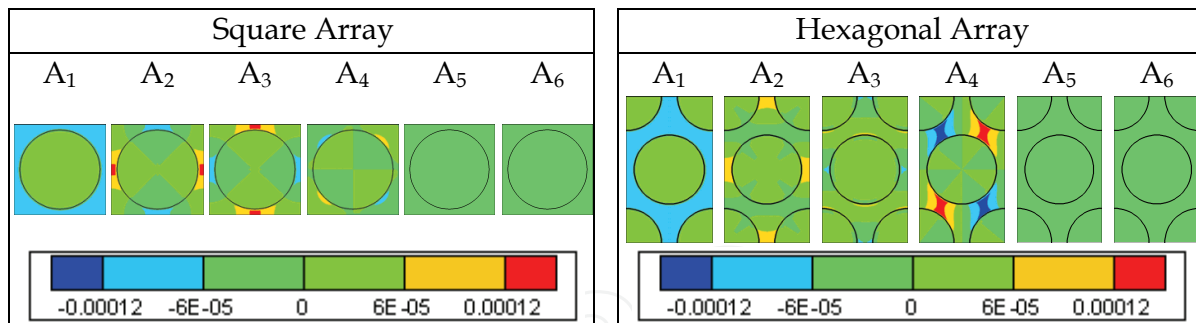 Square Array
A₁ A₂ A₃ A₄ A₅ A₆
-0.00012 -6E-05 0 6E-05 0.00012
Hexagonal Array
A₁ A₂ A₃ A₄ A₅ A₆
-0.00012 -6E-05 0 6E-05 0.00012